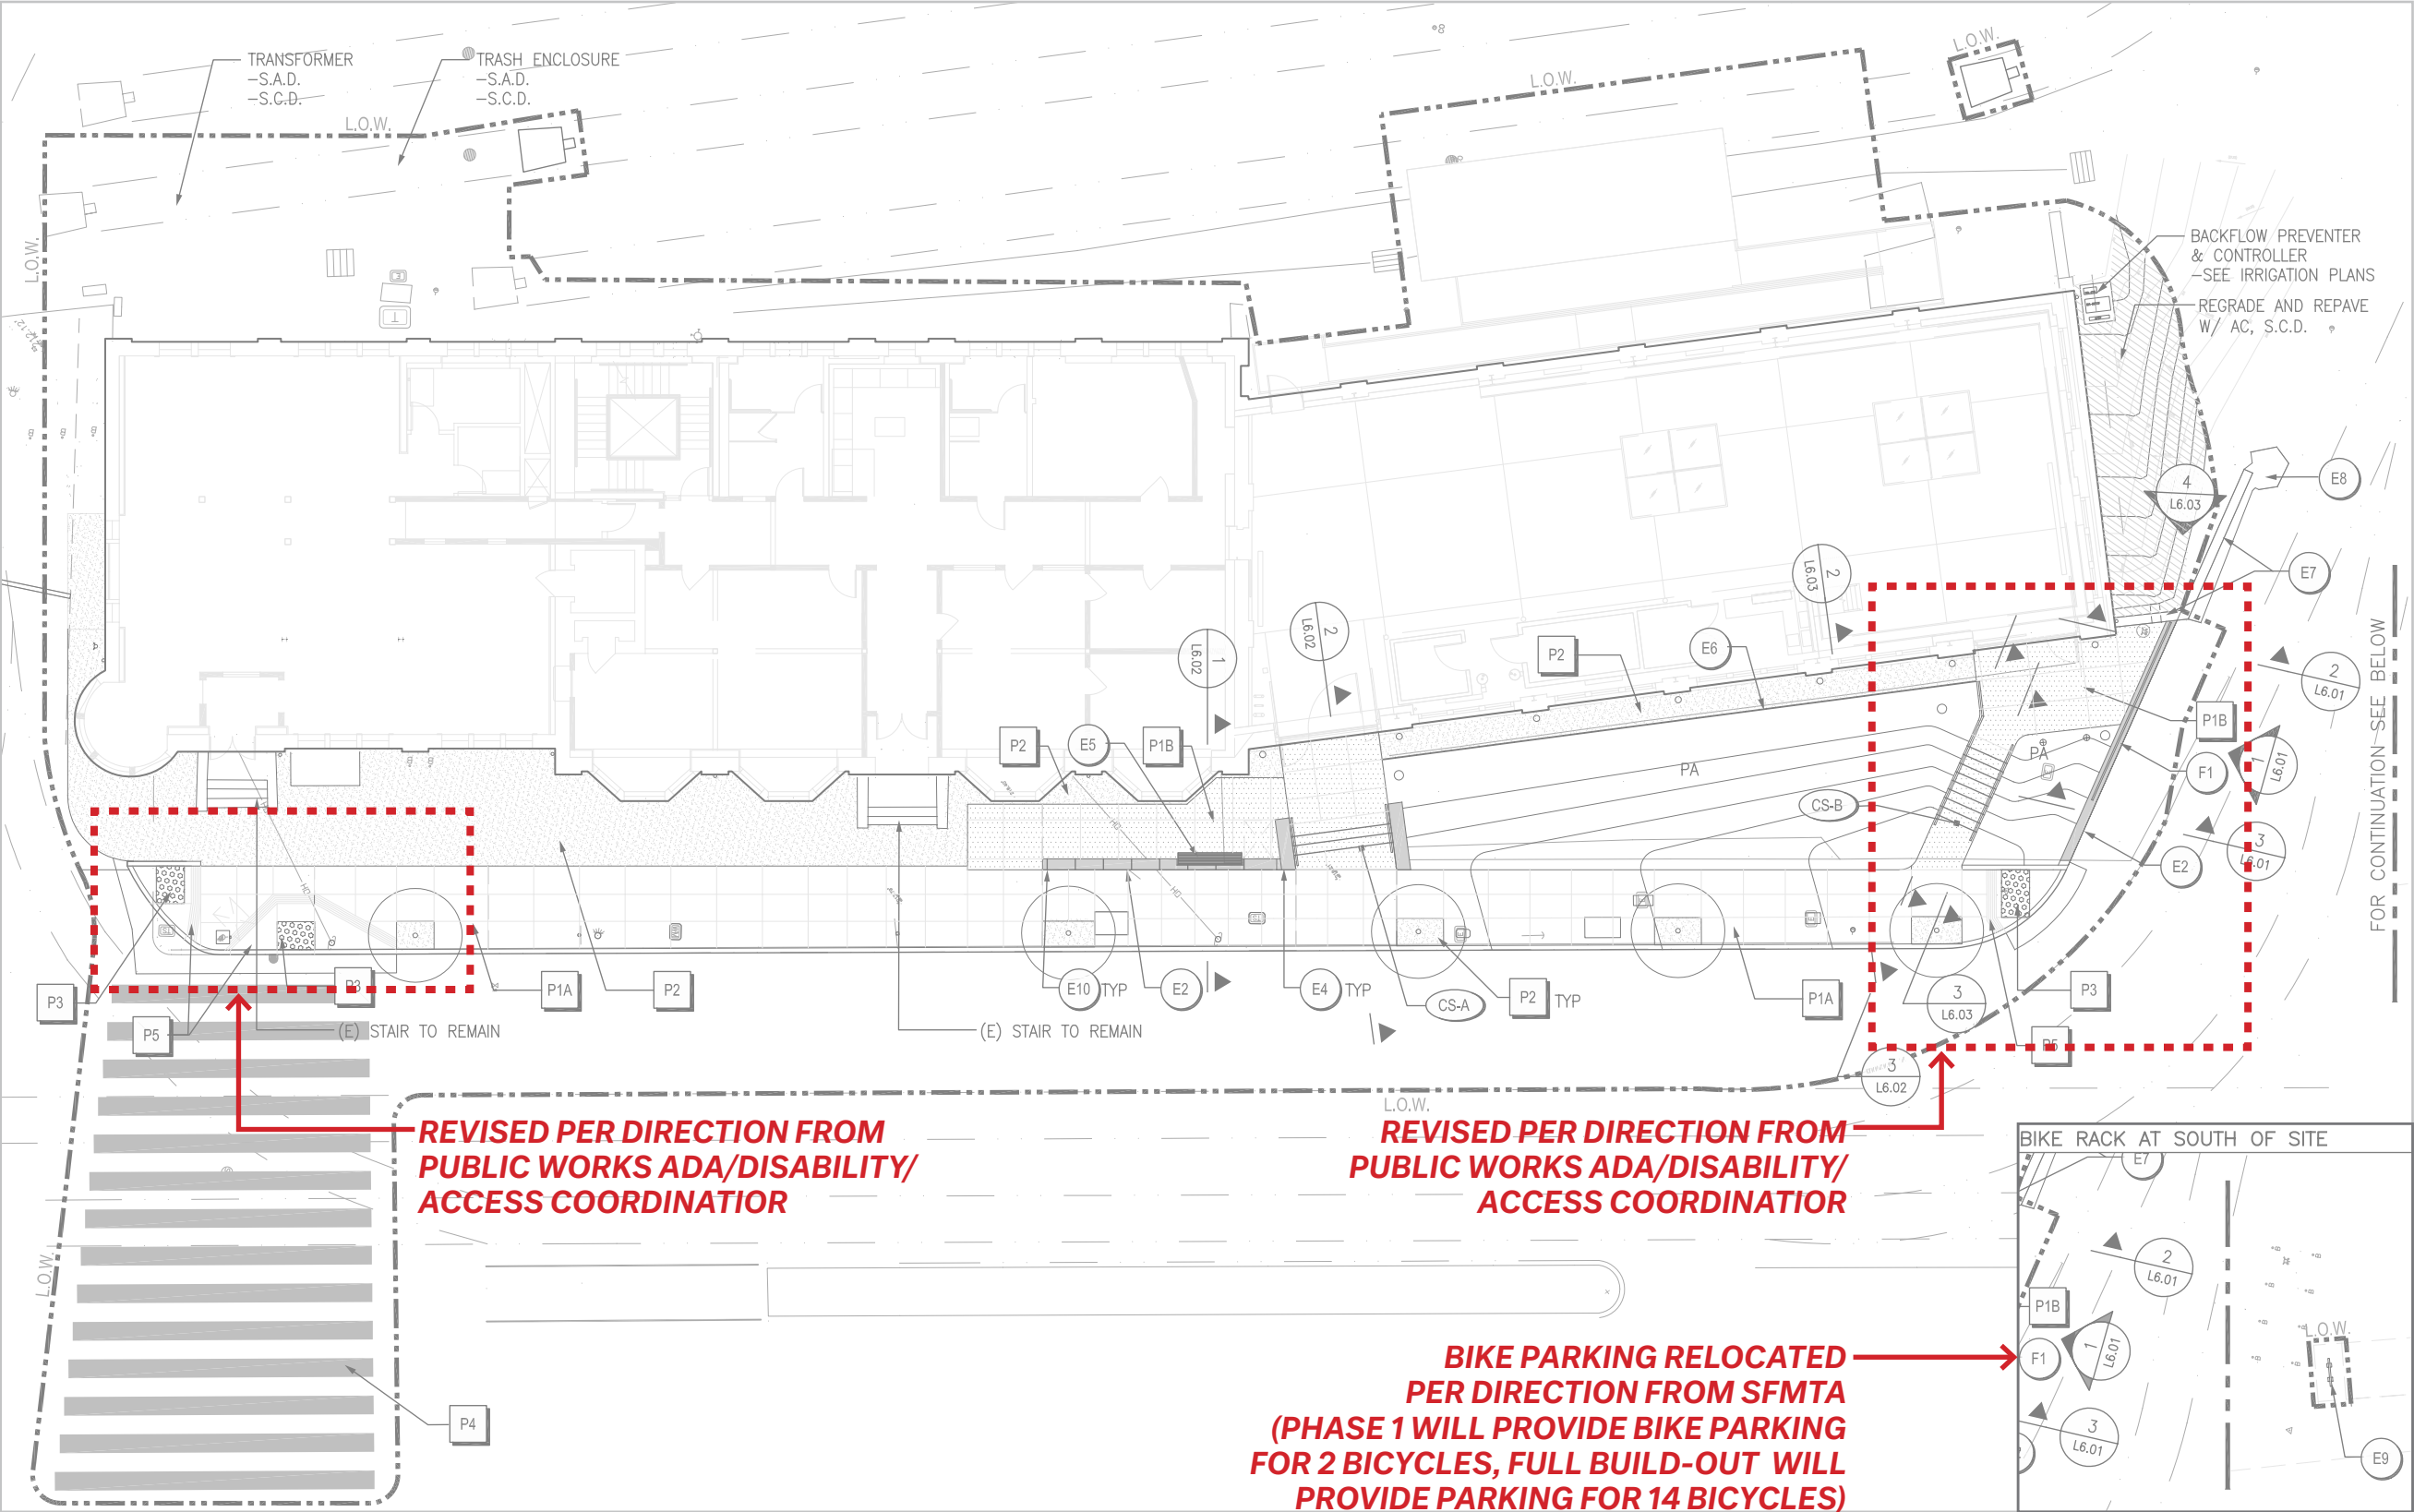 L.O.W.
TRANSFORMER
-S.A.D.
-S.C.D.
TRASH ENCLOSURE
-S.A.D.
-S.C.D.
L.O.W.
L.O.W.
L.O.W.
BACKFLOW PREVENTER
& CONTROLLER
-SEE IRRIGATION PLANS
REGRADE AND REPAVE
W/ AC, S.C.D.
E8
4
L6.03
E7
2
L6.03
2
L6.02
1
L6.02
P2
E6
2
L6.01
FOR CONTINUATION SEE BELOW
P1B
P2
E5
P1B
PA
PA
F1
1
L6.01
CS-B
3
L6.01
E2
P3
P3
P5
(E) STAIR TO REMAIN
P1A
P2
(E) STAIR TO REMAIN
E10 TYP
E2
E4 TYP
CS-A
P2 TYP
P1A
3
L6.03
P3
P5
3
L6.02
L.O.W.
REVISED PER DIRECTION FROM
PUBLIC WORKS ADA/DISABILITY/
ACCESS COORDINATIOR
REVISED PER DIRECTION FROM
PUBLIC WORKS ADA/DISABILITY/
ACCESS COORDINATIOR
BIKE RACK AT SOUTH OF SITE
E7
2
L6.01
P1B
L.O.W.
L.O.W.
F1
1
L6.01
3
L6.01
E9
BIKE PARKING RELOCATED
PER DIRECTION FROM SFMTA
(PHASE 1 WILL PROVIDE BIKE PARKING
FOR 2 BICYCLES, FULL BUILD-OUT WILL
PROVIDE PARKING FOR 14 BICYCLES)
P4